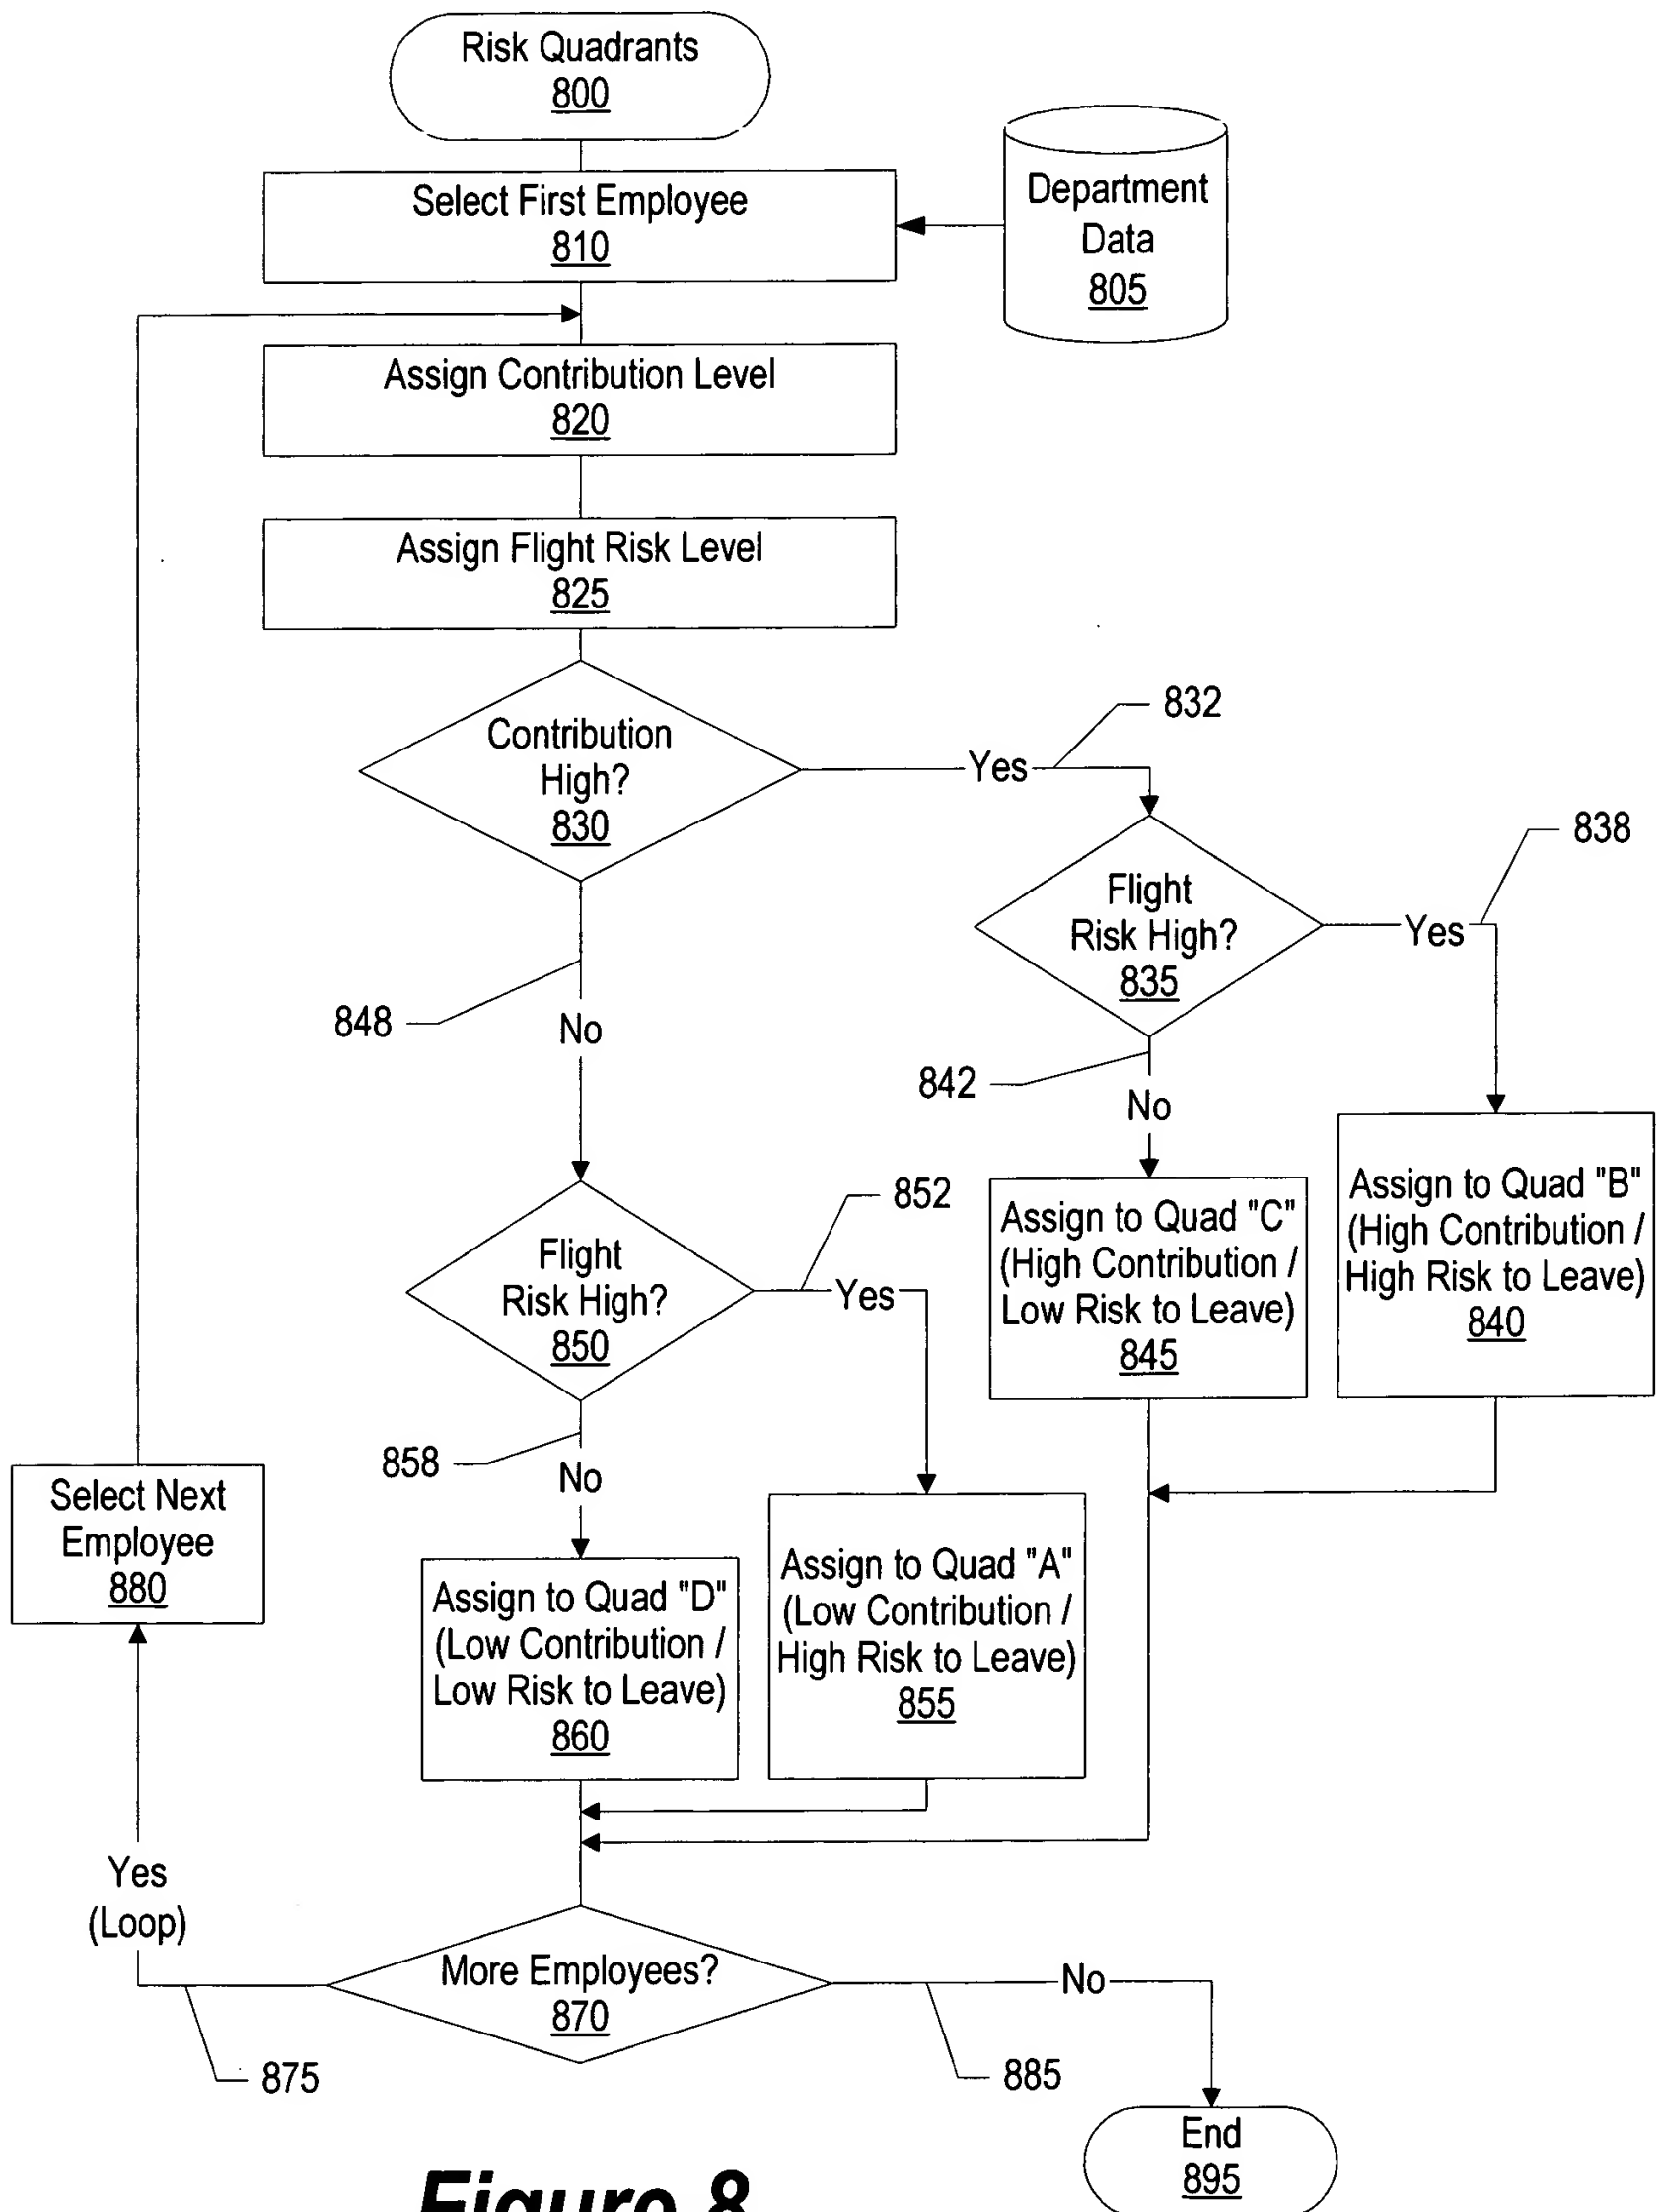 Risk Quadrants
800
Department
Data
805
Select First Employee
810
Assign Contribution Level
820
Assign Flight Risk Level
825
Contribution
High?
830
Yes
832
Flight
Risk High?
835
Yes
838
848
No
842
No
Assign to Quad "B"
(High Contribution /
High Risk to Leave)
840
Assign to Quad "C"
(High Contribution /
Low Risk to Leave)
845
Flight
Risk High?
850
852
Yes
858
No
Select Next
Employee
880
Assign to Quad "D"
(Low Contribution /
Low Risk to Leave)
860
Assign to Quad "A"
(Low Contribution /
High Risk to Leave)
855
Yes
(Loop)
More Employees?
870
No
875
885
End
895
Figure 8